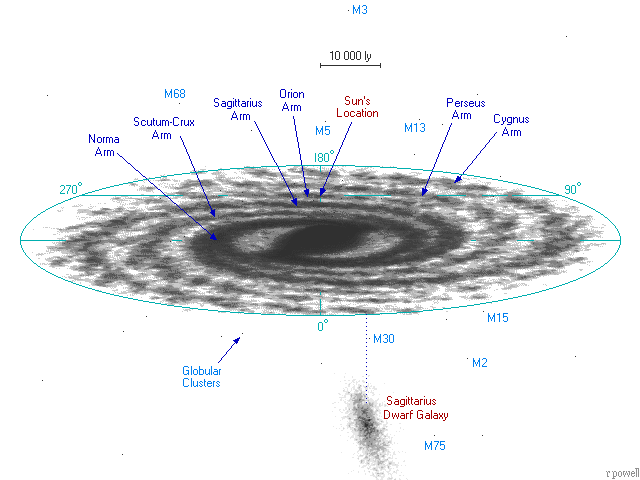 M3
10 000 ly
M68
Sagittarius
Arm
Orion
Arm
Sun's
Location
Perseus
Arm
Cygnus
Arm
Scutum-Crux
Arm
M5
M13
Norma
Arm
180°
270°
90°
0°
M15
M30
M2
Globular
Clusters
Sagittarius
Dwarf Galaxy
M75
r powell